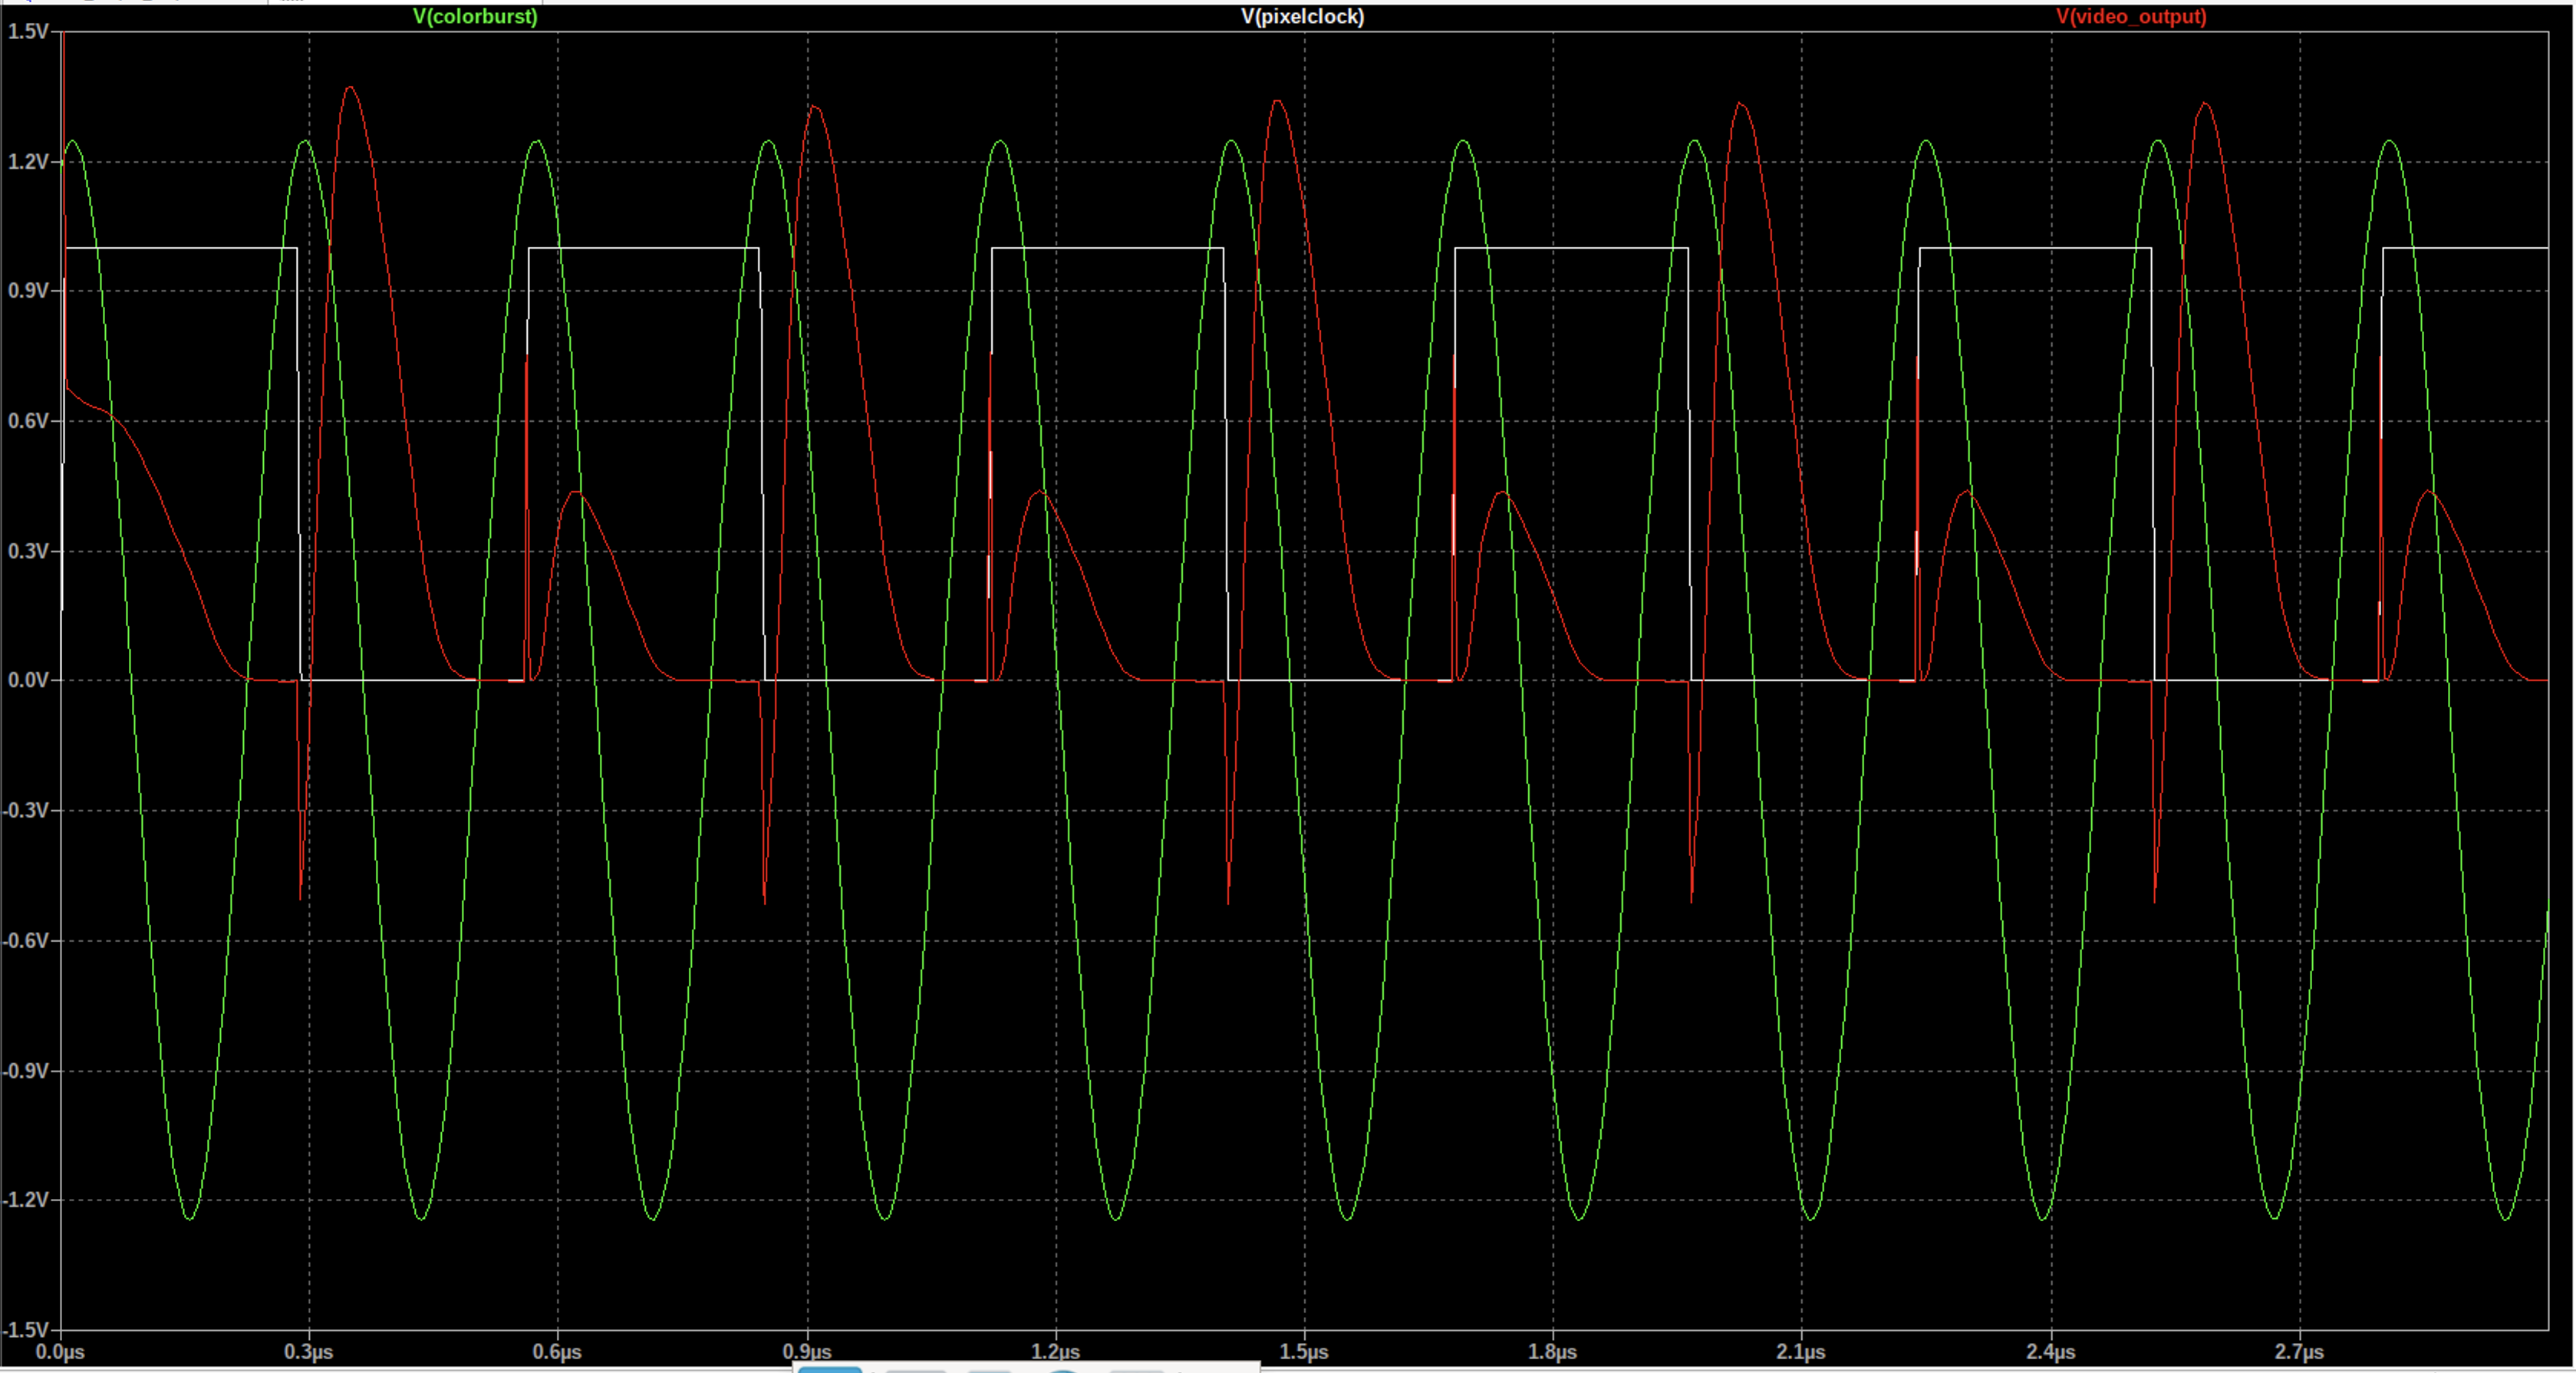 V(colorburst) V(pixelclock) V(video_output)
1.5V
1.2V
0.9V
0.6V
0.3V
0.0V
-0.3V
-0.6V
-0.9V
-1.2V
-1.5V
0.0µs 0.3µs 0.6µs 0.9µs 1.2µs 1.5µs 1.8µs 2.1µs 2.4µs 2.7µs